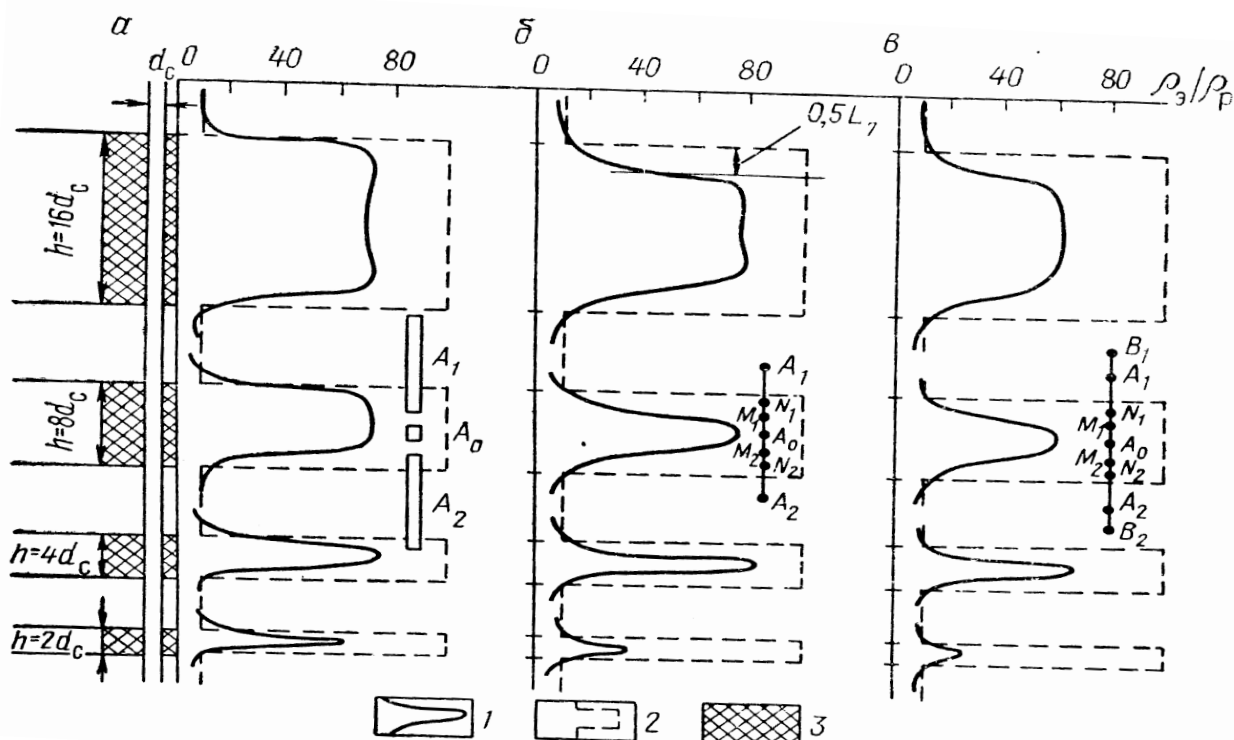 а
d_c
0 40 80
h=16d_c
h=8d_c
h=4d_c
h=2d_c
A_1
A_0
A_2
б
0 40 80
0,5L_7
A_1
N_1
M_1
A_0
M_2
N_2
A_2
в
0 40 80 ρ_э/ρ_р
B_1
A_1
N_1
M_1
A_0
M_2
N_2
A_2
B_2
1 2 3